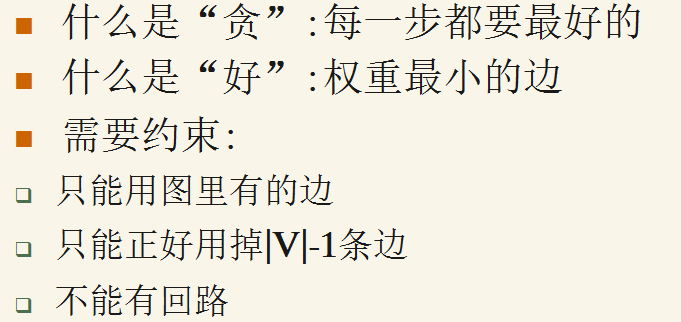 什么是“贪”:每一步都要最好的
什么是“好”:权重最小的边
需要约束:
只能用图里有的边
只能正好用掉|V|-1条边
不能有回路